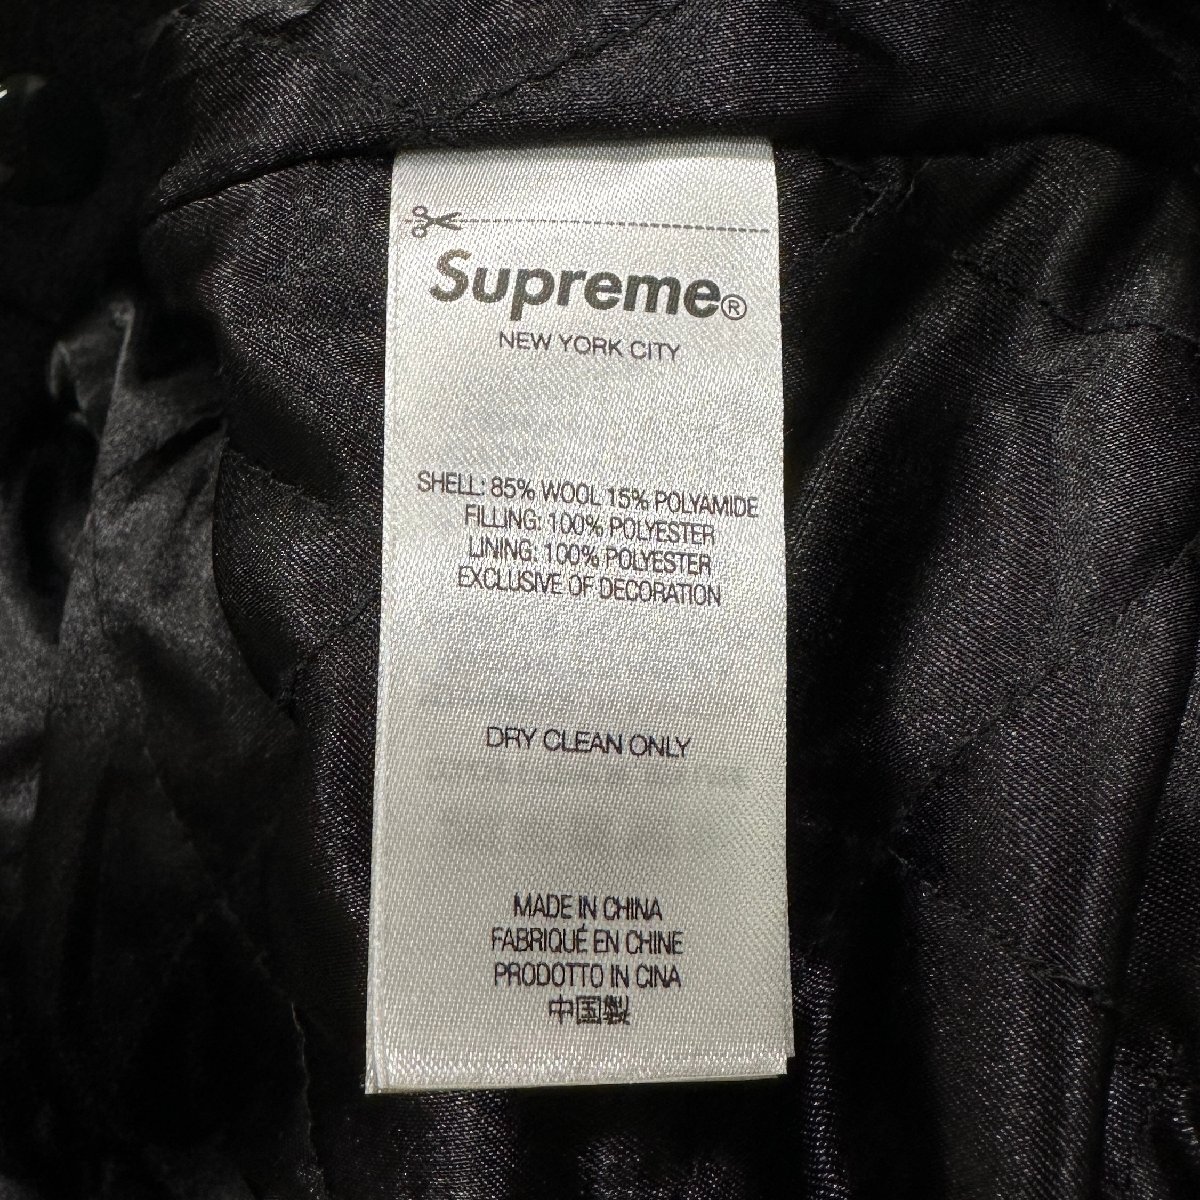 Supreme®
NEW YORK CITY
SHELL: 85% WOOL 15% POLYAMIDE
FILLING: 100% POLYESTER
LINING: 100% POLYESTER
EXCLUSIVE OF DECORATION
DRY CLEAN ONLY
MADE IN CHINA
FABRIQUÉ EN CHINE
PRODOTTO IN CINA
中国製